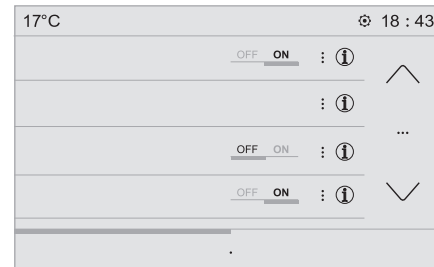 17°C 18 : 43
OFF ON : i
: i
OFF ON : i
...
OFF ON : i
.